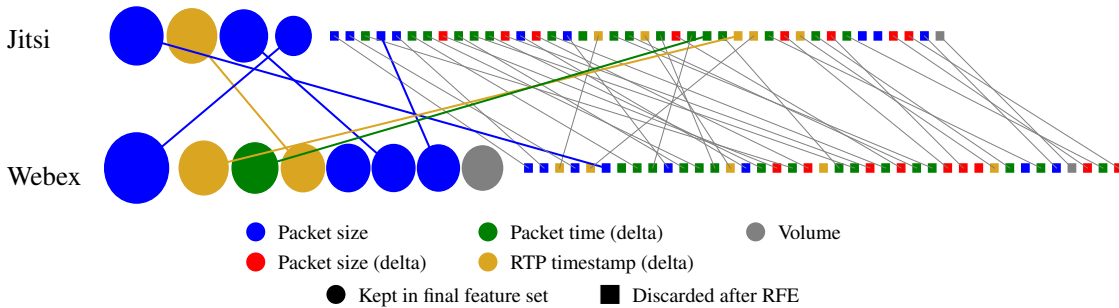 Jitsi
Webex
Packet size
Packet time (delta)
Volume
Packet size (delta)
RTP timestamp (delta)
Kept in final feature set
Discarded after RFE